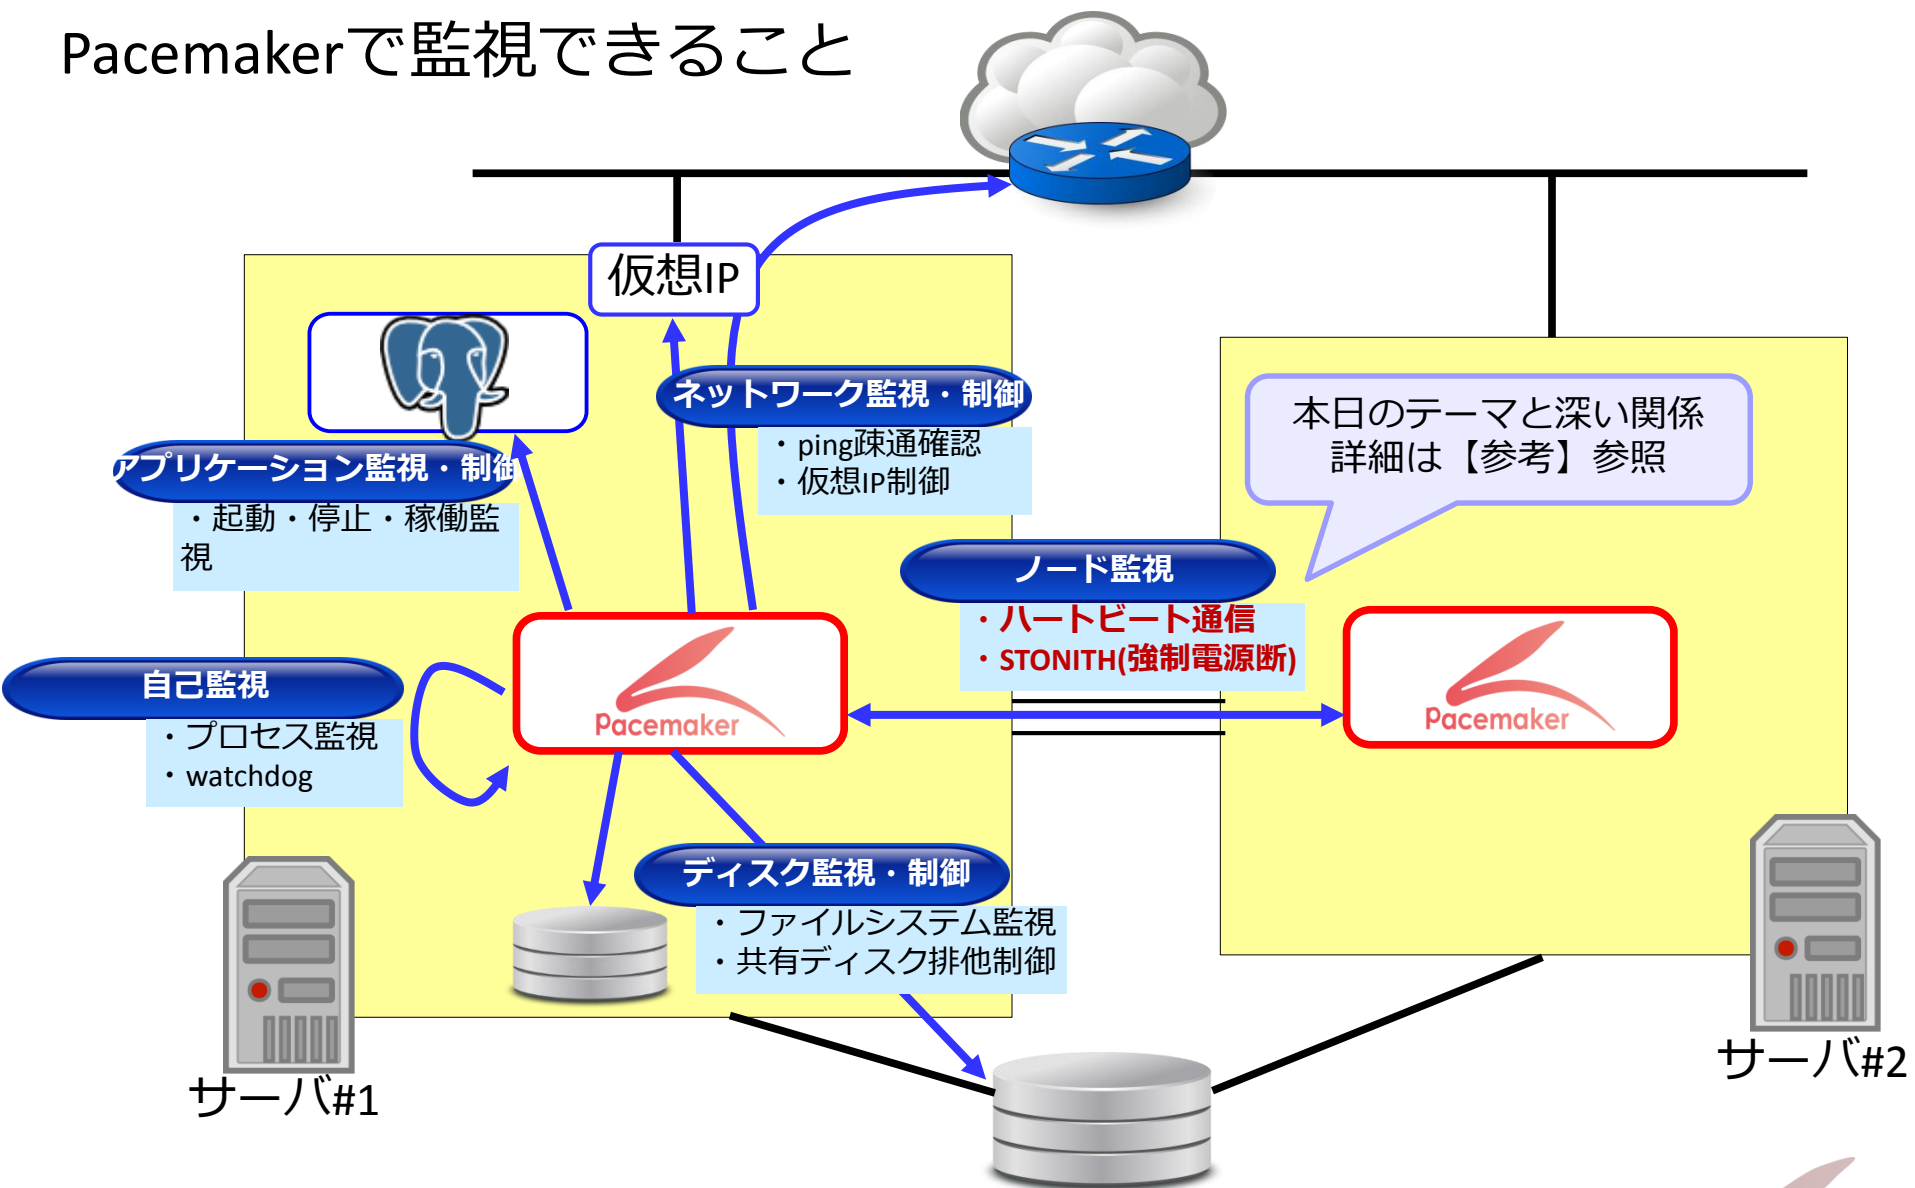 Pacemakerで監視できること
仮想IP
ネットワーク監視・制御
・ping疎通確認
・仮想IP制御
本日のテーマと深い関係
詳細は【参考】参照
アプリケーション監視・制御
・起動・停止・稼働監
視
ノード監視
・ハートビート通信
・STONITH(強制電源断)
自己監視
・プロセス監視
・watchdog
Pacemaker
Pacemaker
ディスク監視・制御
・ファイルシステム監視
・共有ディスク排他制御
サーバ#1
サーバ#2